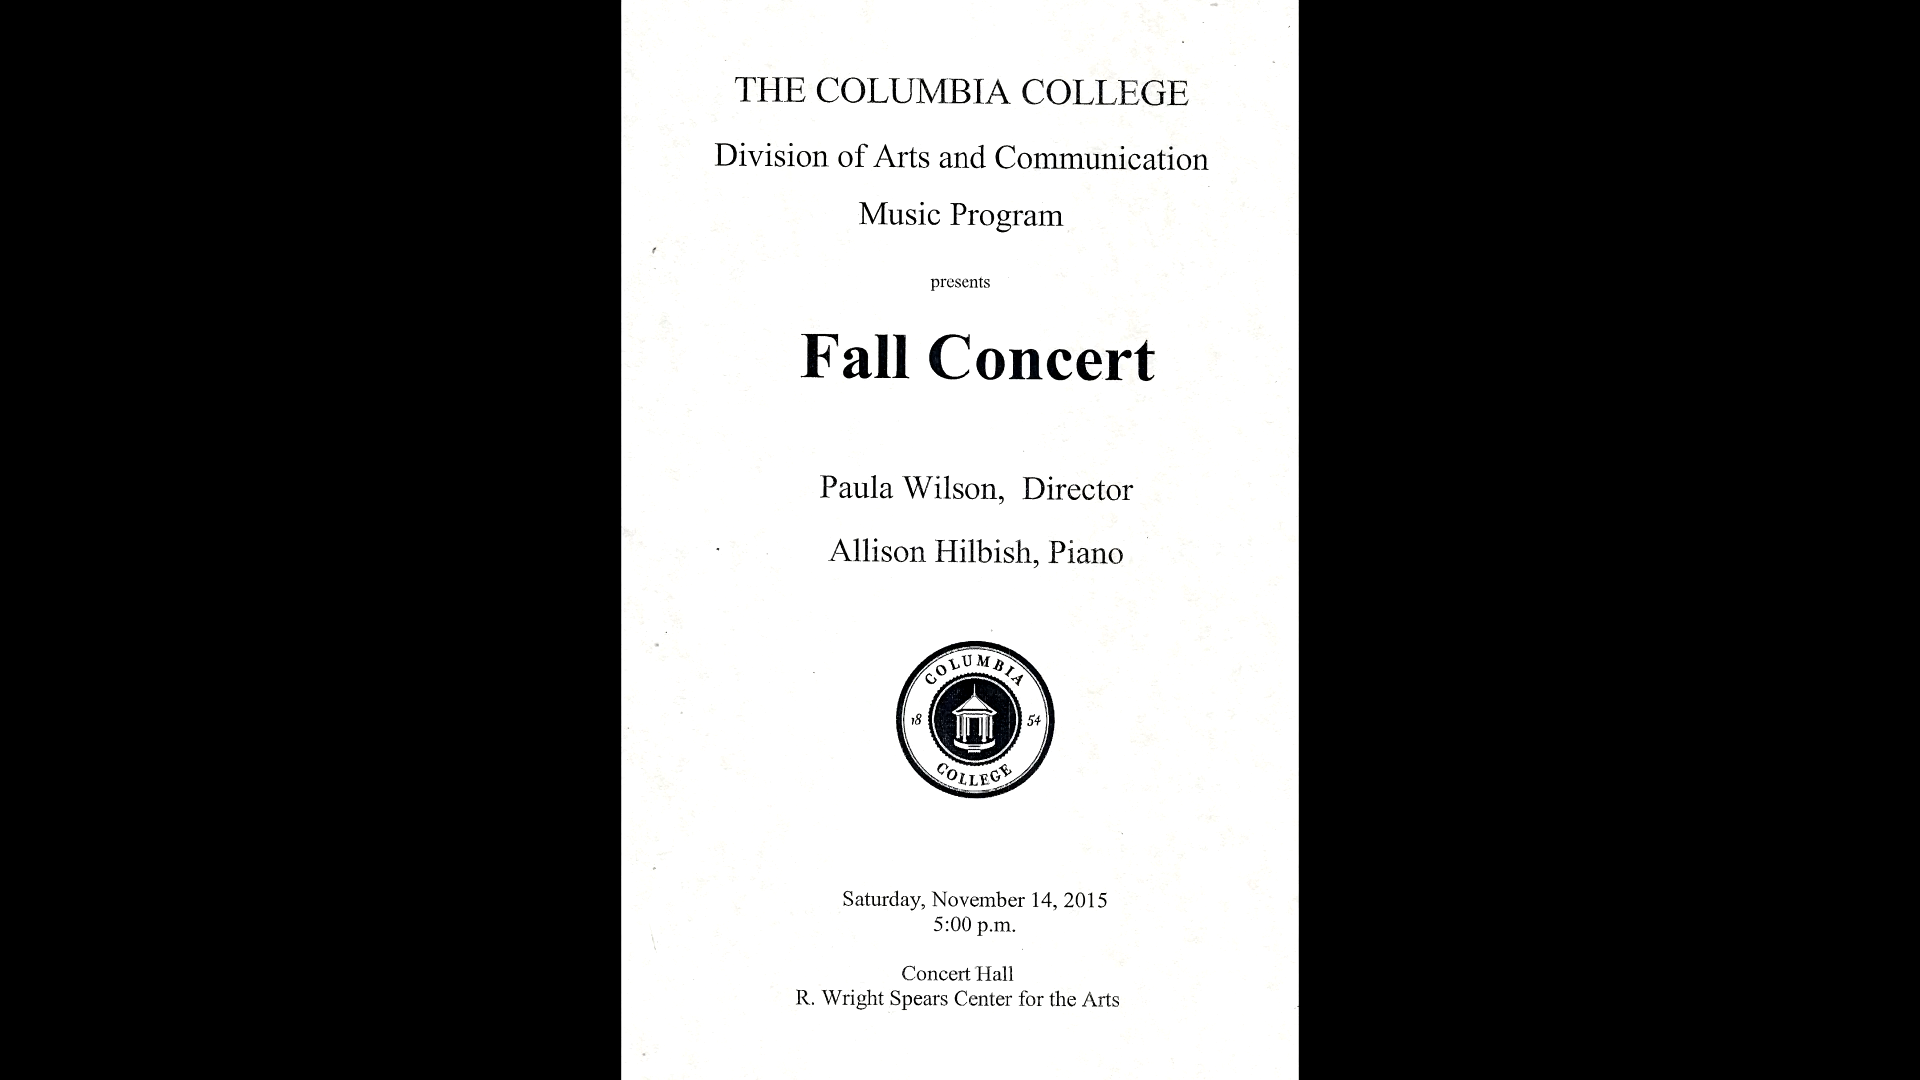 THE COLUMBIA COLLEGE
Division of Arts and Communication
Music Program
presents
Fall Concert
Paula Wilson, Director
Allison Hilbish, Piano
COLUMBIA
18 54
COLLEGE
Saturday, November 14, 2015
5:00 p.m.
Concert Hall
R. Wright Spears Center for the Arts